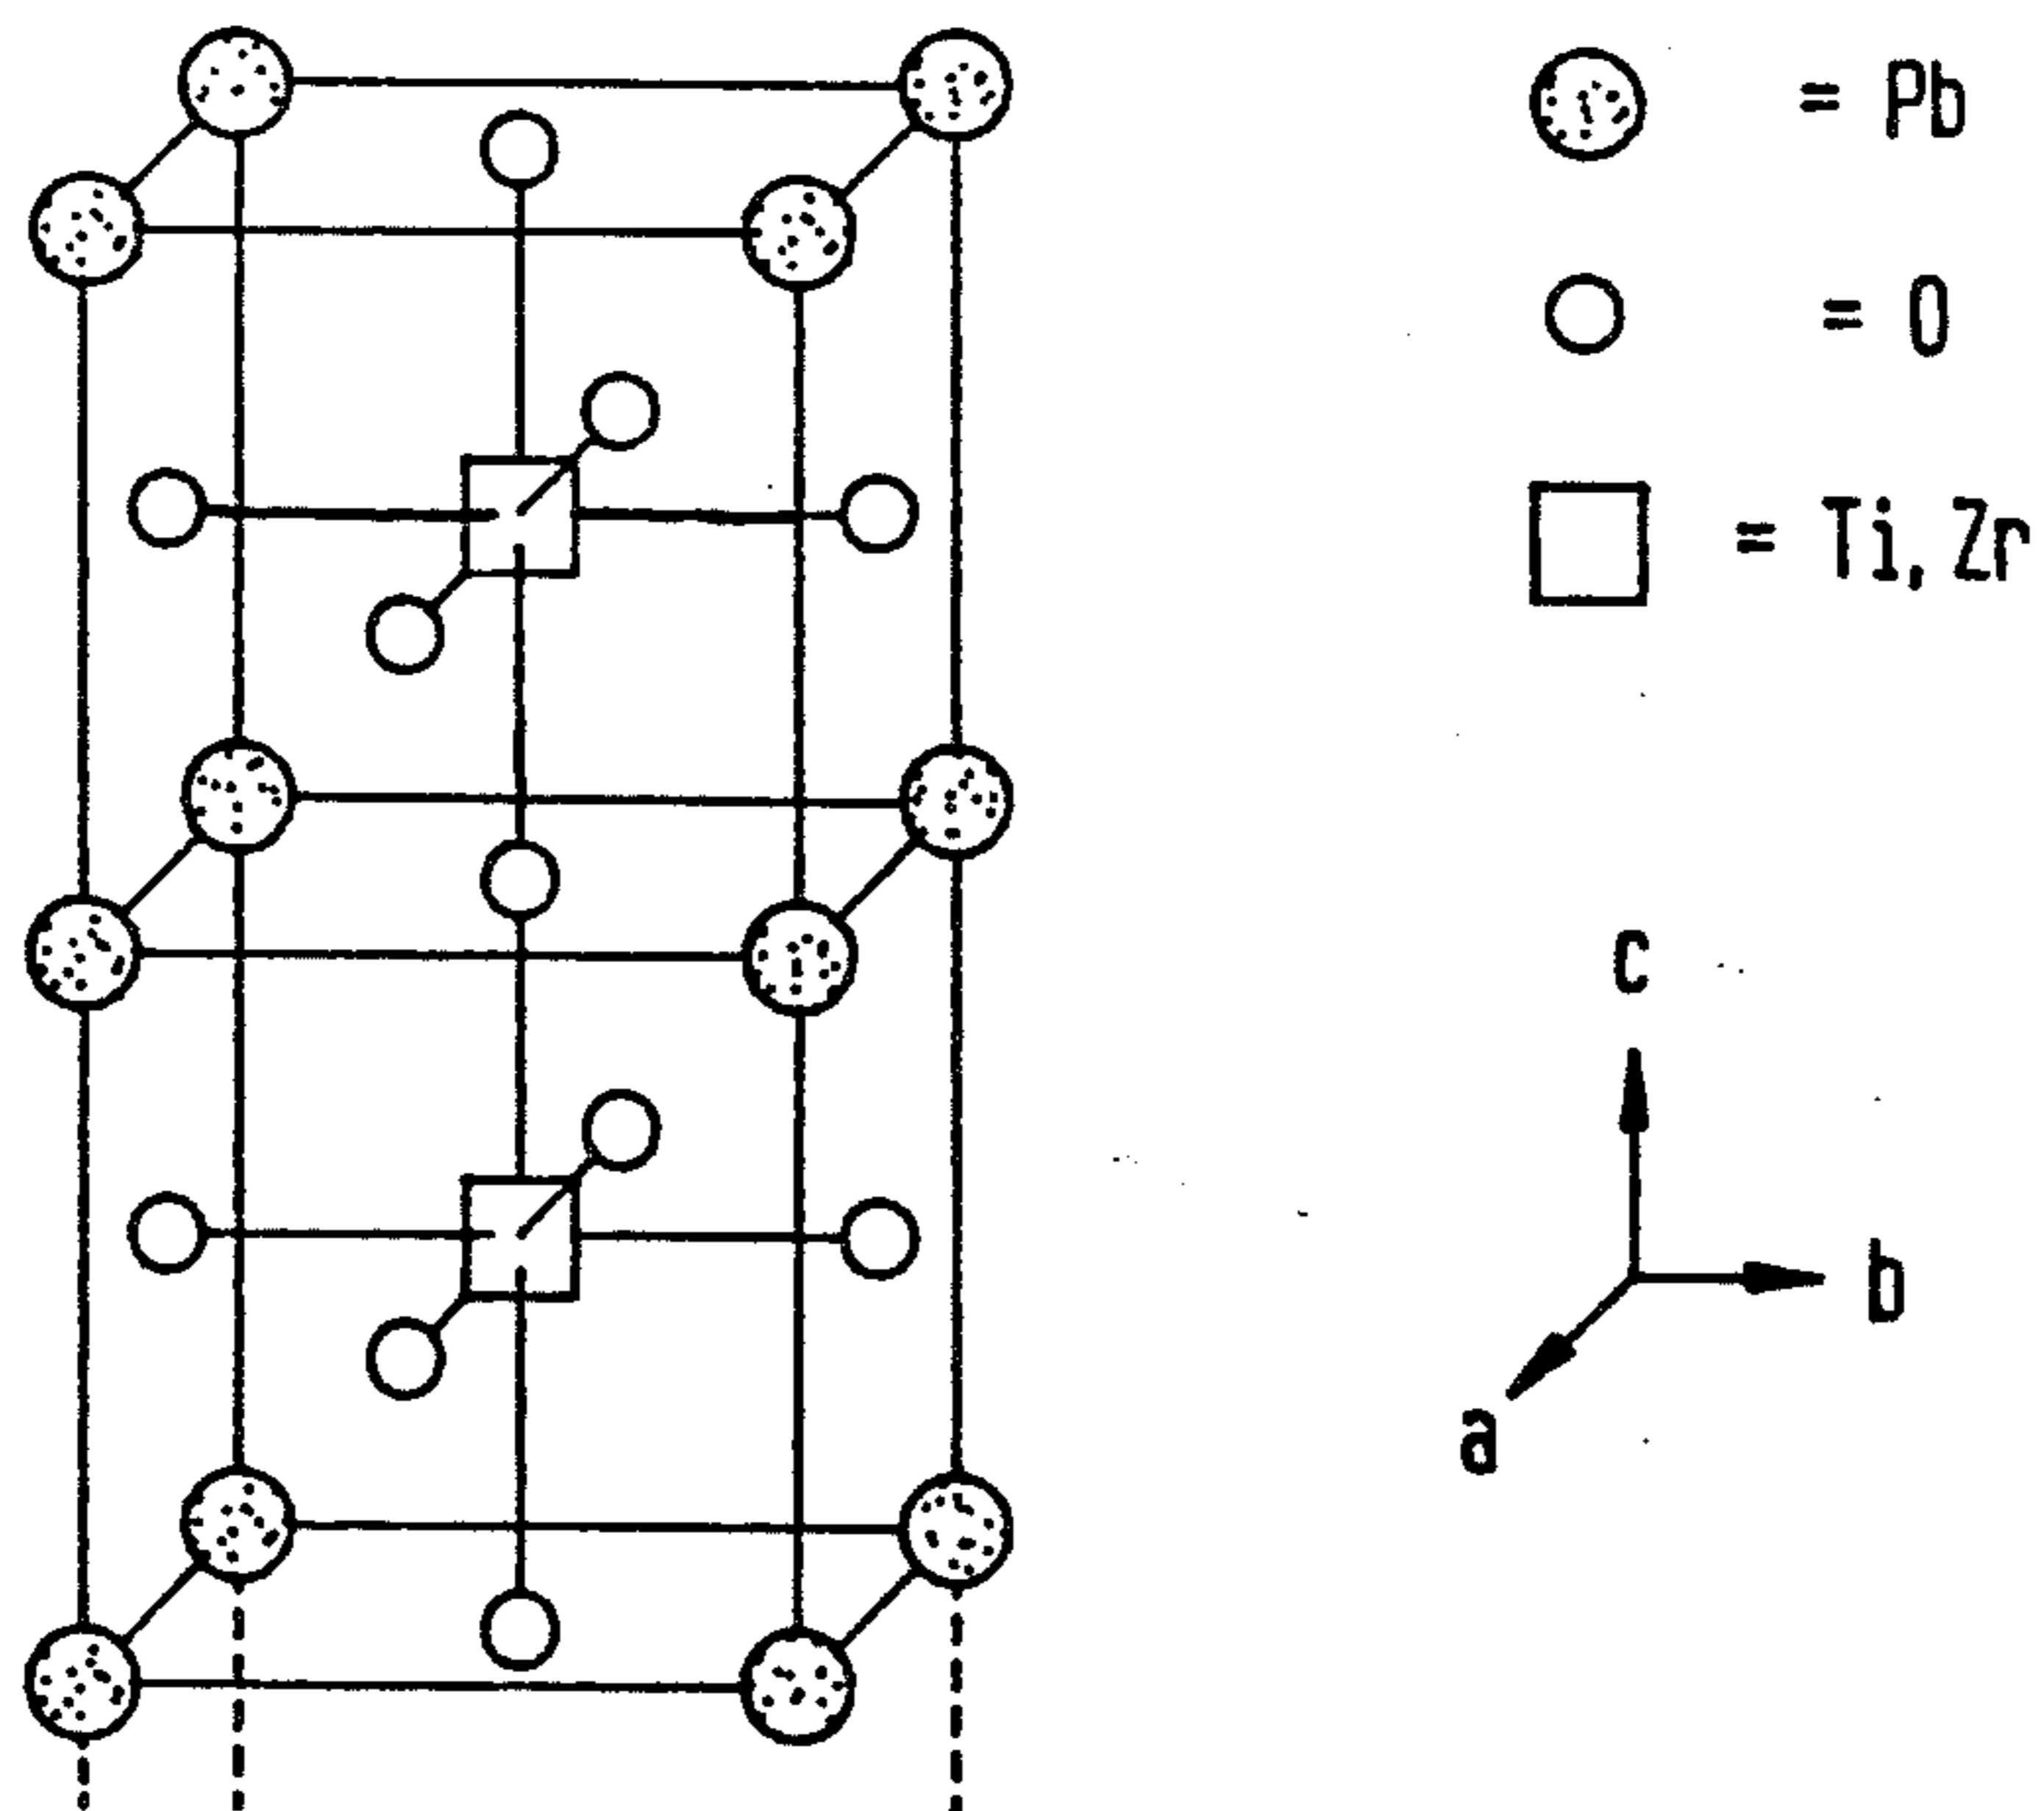 = Pb
= O
= Ti, Zr
c
b
a